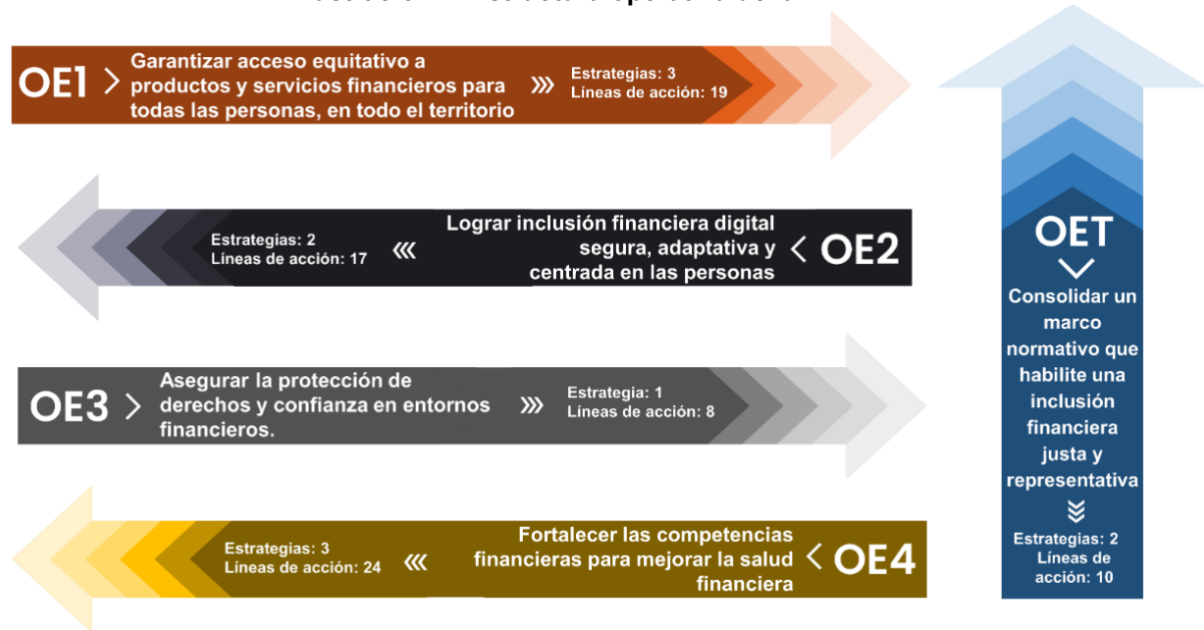 OE1
Garantizar acceso equitativo a
productos y servicios financieros para
todas las personas, en todo el territorio
Estrategias: 3
Líneas de acción: 19
Estrategias: 2
Líneas de acción: 17
Lograr inclusión financiera digital
segura, adaptativa y
centrada en las personas
OE2
OE3
Asegurar la protección de
derechos y confianza en entornos
financieros.
Estrategia: 1
Líneas de acción: 8
Estrategias: 3
Líneas de acción: 24
Fortalecer las competencias
financieras para mejorar la salud
financiera
OE4
OET
Consolidar un
marco
normativo que
habilite una
inclusión
financiera
justa y
representativa
Estrategias: 2
Líneas de
acción: 10